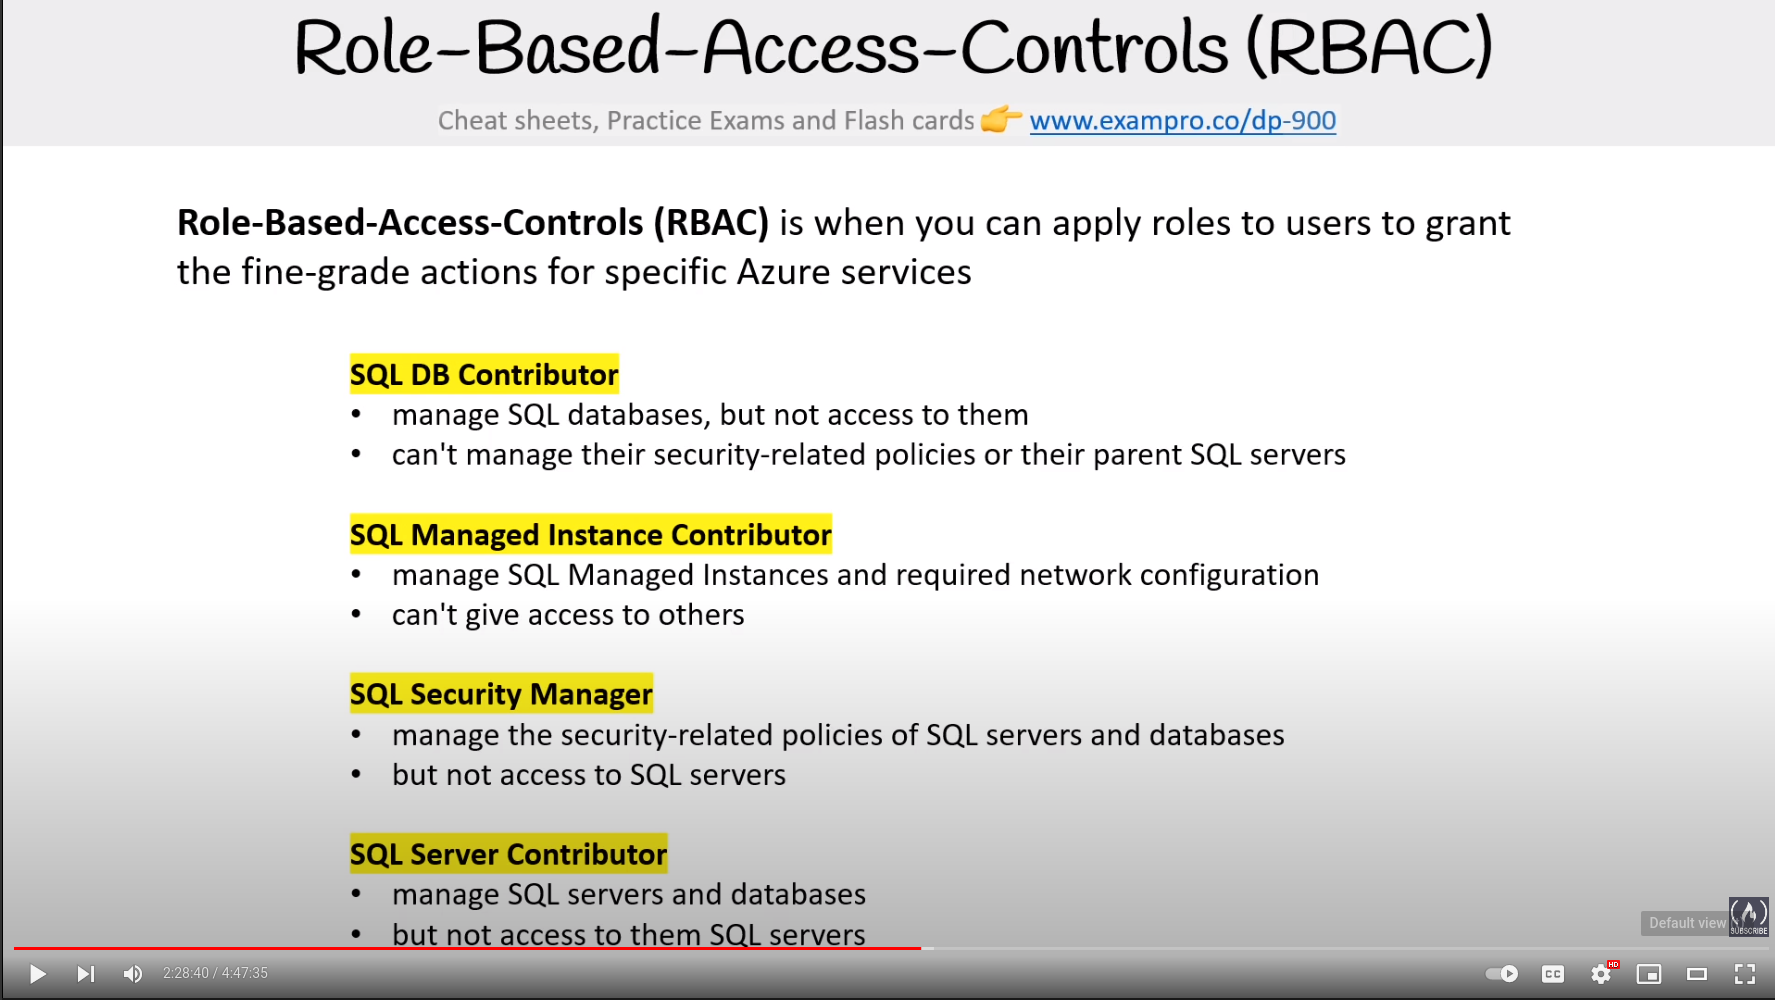 Role-Based-Access-Controls (RBAC)
Cheat sheets, Practice Exams and Flash cards 👉 www.exampro.co/dp-900
Role-Based-Access-Controls (RBAC) is when you can apply roles to users to grant
the fine-grade actions for specific Azure services
SQL DB Contributor
• manage SQL databases, but not access to them
• can't manage their security-related policies or their parent SQL servers
SQL Managed Instance Contributor
• manage SQL Managed Instances and required network configuration
• can't give access to others
SQL Security Manager
• manage the security-related policies of SQL servers and databases
• but not access to SQL servers
SQL Server Contributor
• manage SQL servers and databases
• but not access to them SQL servers
Default view
SUBSCRIBE
2:28:40 / 4:47:35
CC
HD